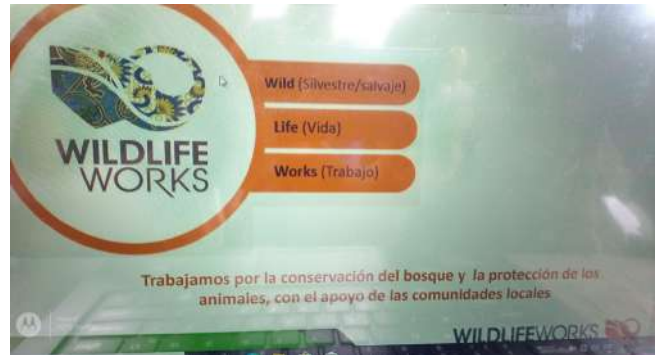 WILDLIFE
WORKS
Wild (Silvestre/salvaje)
Life (Vida)
Works (Trabajo)
Trabajamos por la conservación del bosque y la protección de los
animales, con el apoyo de las comunidades locales
WILDLIFEWORKS